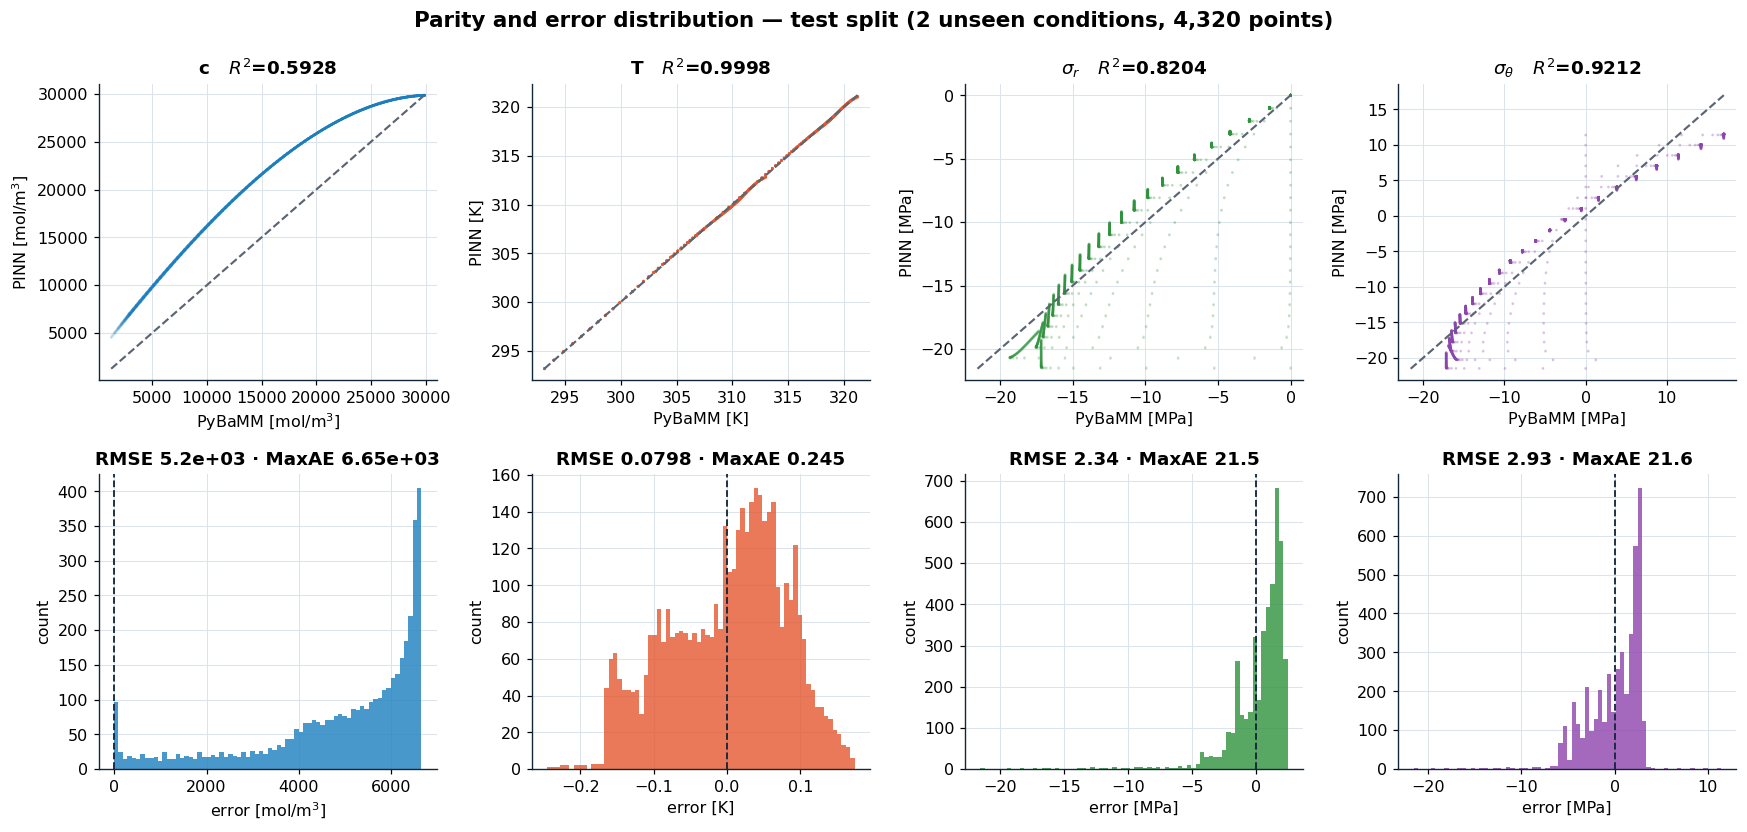 Parity and error distribution — test split (2 unseen conditions, 4,320 points)
c R²=0.5928
T R²=0.9998
σ_r R²=0.8204
σ_θ R²=0.9212
PINN [mol/m³]
30000
25000
20000
15000
10000
5000
5000 10000 15000 20000 25000 30000
PyBaMM [mol/m³]
PINN [K]
320
315
310
305
300
295
295 300 305 310 315 320
PyBaMM [K]
PINN [MPa]
0
−5
−10
−15
−20
−20 −15 −10 −5 0
PyBaMM [MPa]
PINN [MPa]
15
10
5
0
−5
−10
−15
−20
−20 −10 0 10
PyBaMM [MPa]
RMSE 5.2e+03 · MaxAE 6.65e+03
count
400
350
300
250
200
150
100
50
0
0 2000 4000 6000
error [mol/m³]
RMSE 0.0798 · MaxAE 0.245
count
160
140
120
100
80
60
40
20
0
−0.2 −0.1 0.0 0.1
error [K]
RMSE 2.34 · MaxAE 21.5
count
700
600
500
400
300
200
100
0
−20 −15 −10 −5 0
error [MPa]
RMSE 2.93 · MaxAE 21.6
count
700
600
500
400
300
200
100
0
−20 −10 0 10
error [MPa]